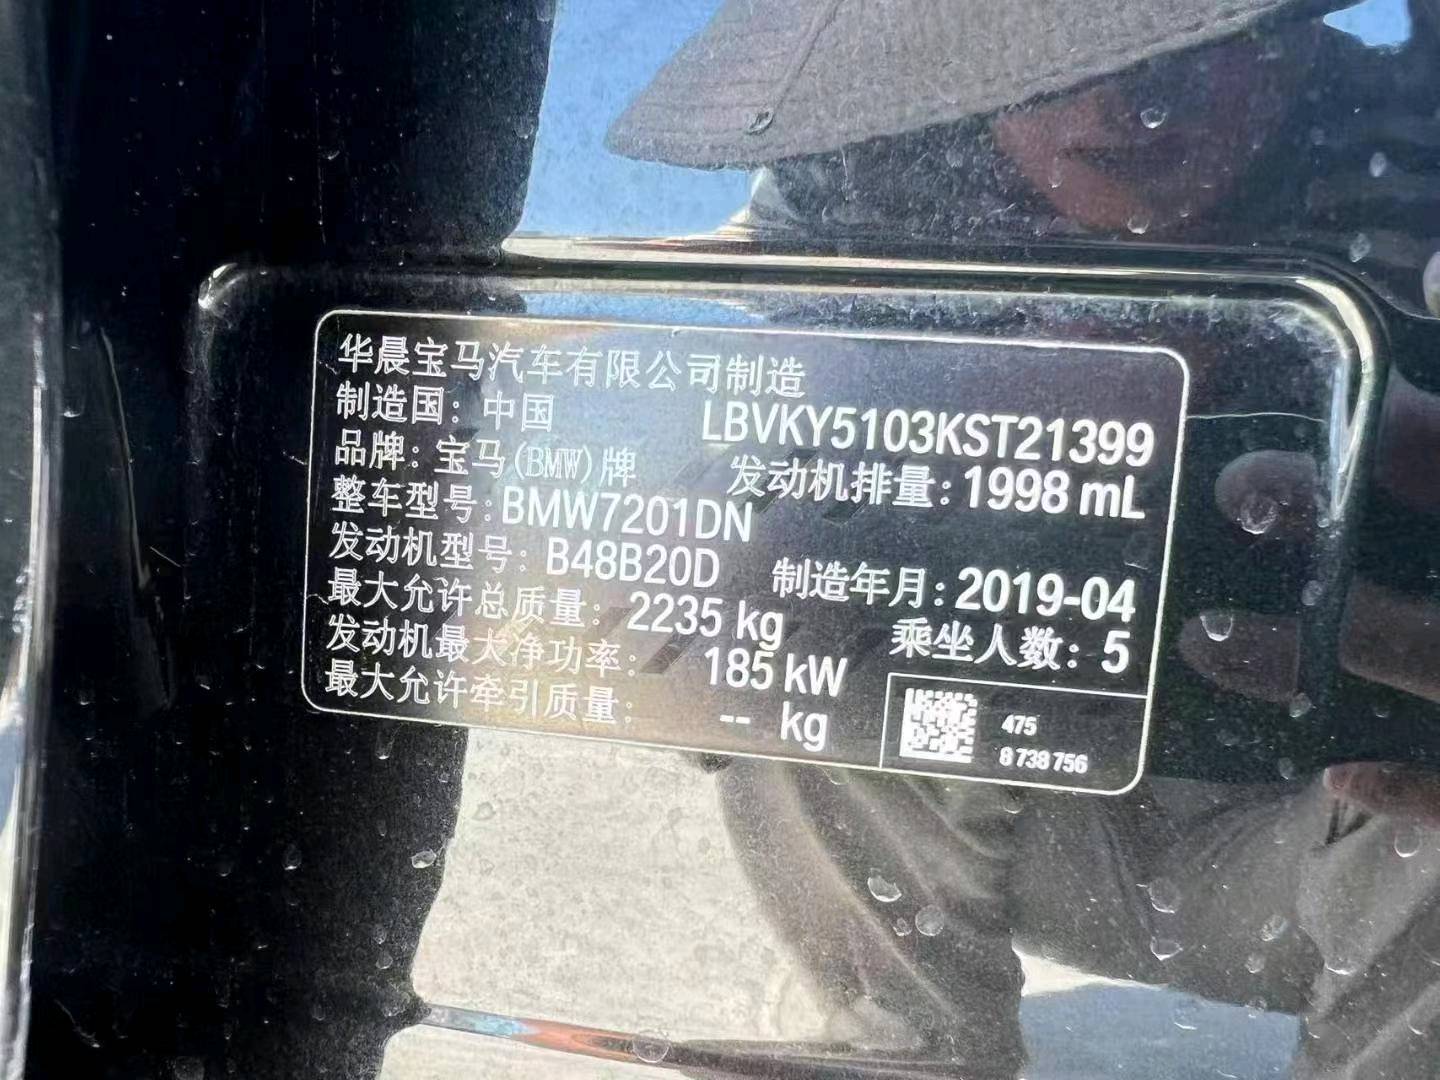 华晨宝马汽车有限公司制造
制造国：中国 LBVKY5103KST21399
品牌：宝马(BMW)牌 发动机排量：1998 mL
整车型号：BMW7201DN
发动机型号：B48B20D 制造年月：2019-04
最大允许总质量：2235 kg 乘坐人数：5
发动机最大净功率：185 kW
最大允许牵引质量：-- kg
475
8 738 756